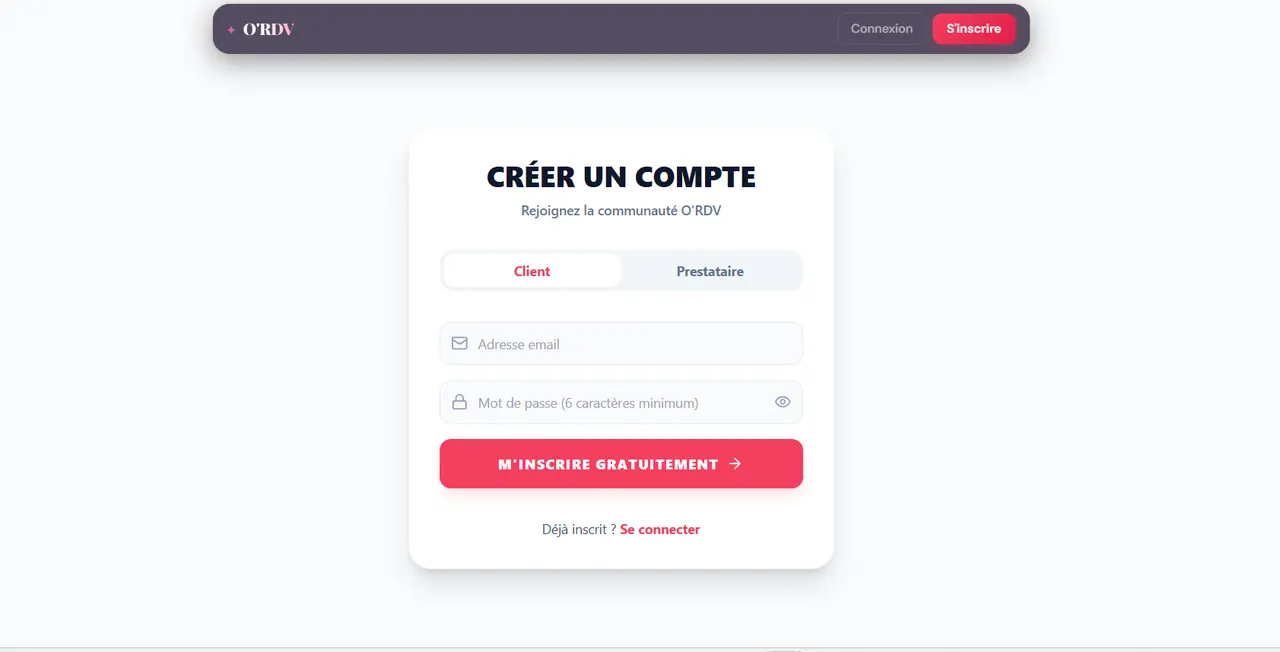 O'RDV
Connexion
S'inscrire
CRÉER UN COMPTE
Rejoignez la communauté O'RDV
Client
Prestataire
Adresse email
Mot de passe (6 caractères minimum)
M'INSCRIRE GRATUITEMENT →
Déjà inscrit ? Se connecter